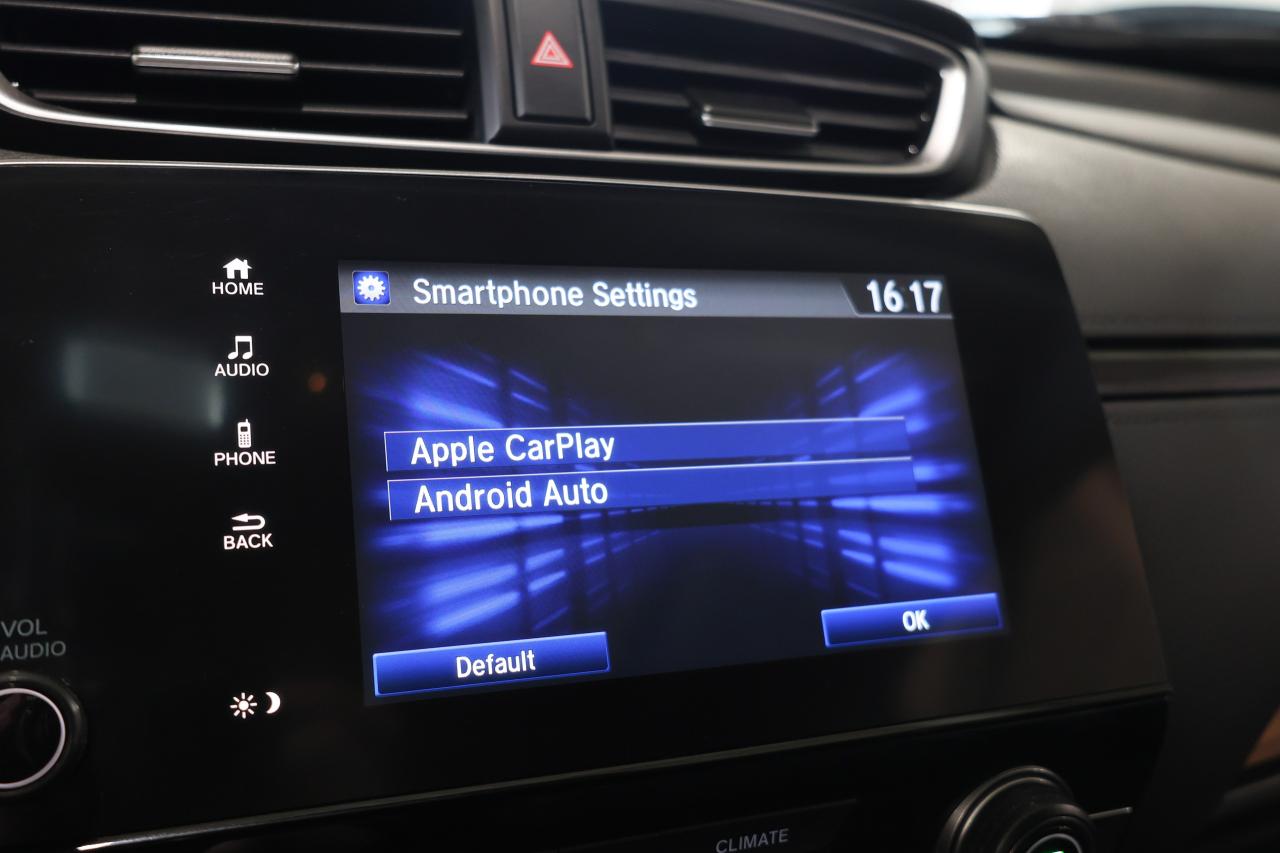 HOME
AUDIO
PHONE
BACK
VOL
AUDIO
Smartphone Settings
16 17
Apple CarPlay
Android Auto
Default
OK
CLIMATE